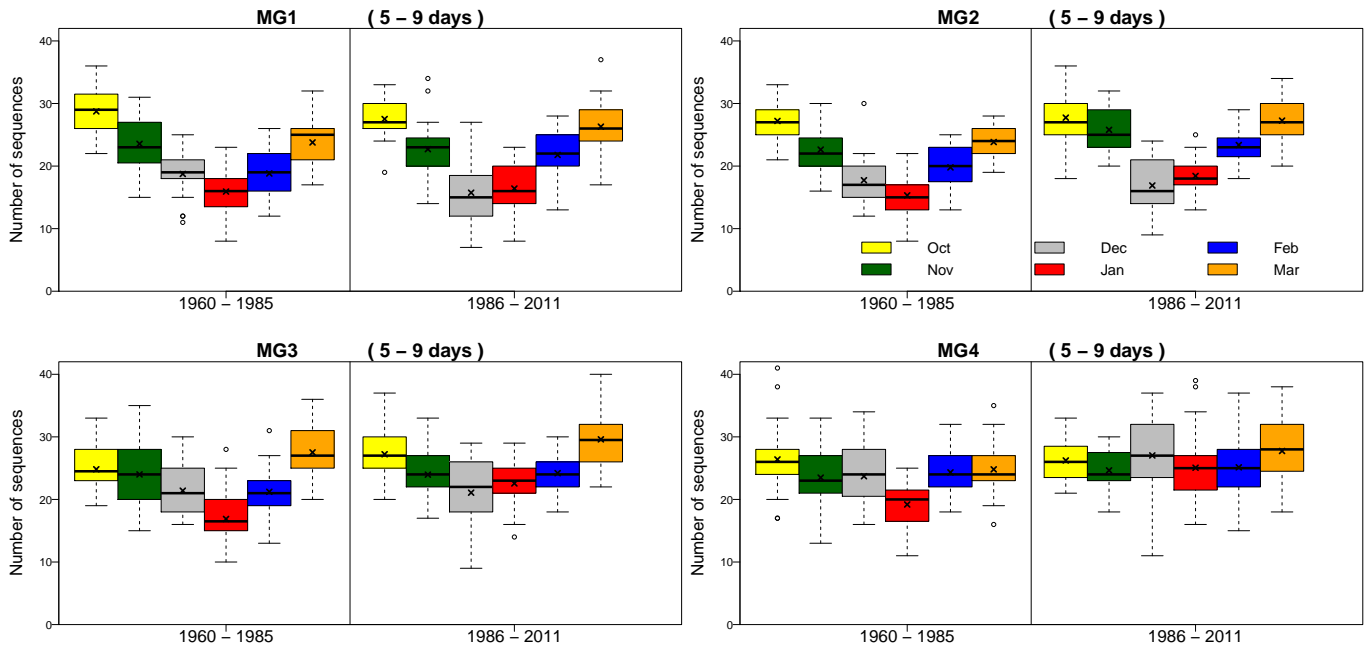 MG1 ( 5 – 9 days )
Number of sequences
40
30
20
10
0
1960 – 1985
1986 – 2011
MG2 ( 5 – 9 days )
Number of sequences
40
30
20
10
0
Oct
Dec
Feb
Nov
Jan
Mar
1960 – 1985
1986 – 2011
MG3 ( 5 – 9 days )
Number of sequences
40
30
20
10
0
1960 – 1985
1986 – 2011
MG4 ( 5 – 9 days )
Number of sequences
40
30
20
10
0
1960 – 1985
1986 – 2011